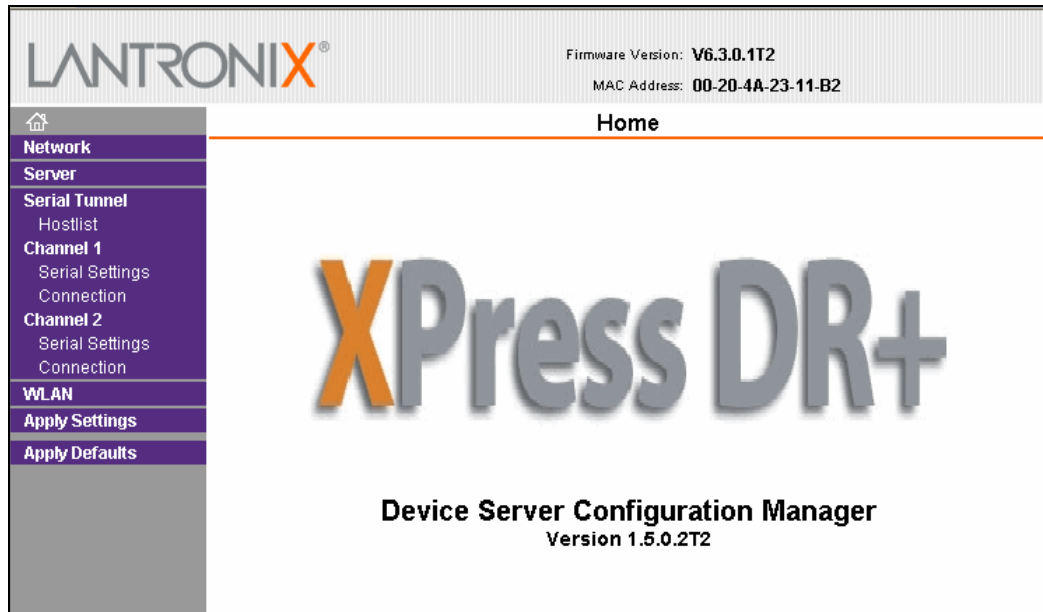 LANTRONIX®
Firmware Version: V6.3.0.1T2
MAC Address: 00-20-4A-23-11-B2
Home
Network
Server
Serial Tunnel
Hostlist
Channel 1
Serial Settings
Connection
Channel 2
Serial Settings
Connection
WLAN
Apply Settings
Apply Defaults
XPress DR+
Device Server Configuration Manager
Version 1.5.0.2T2